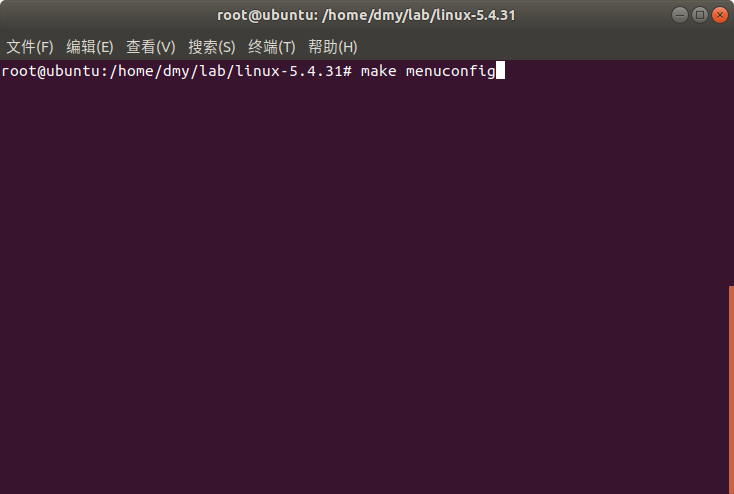 root@ubuntu: /home/dmy/lab/linux-5.4.31
文件(F) 编辑(E) 查看(V) 搜索(S) 终端(T) 帮助(H)
root@ubuntu:/home/dmy/lab/linux-5.4.31# make menuconfig